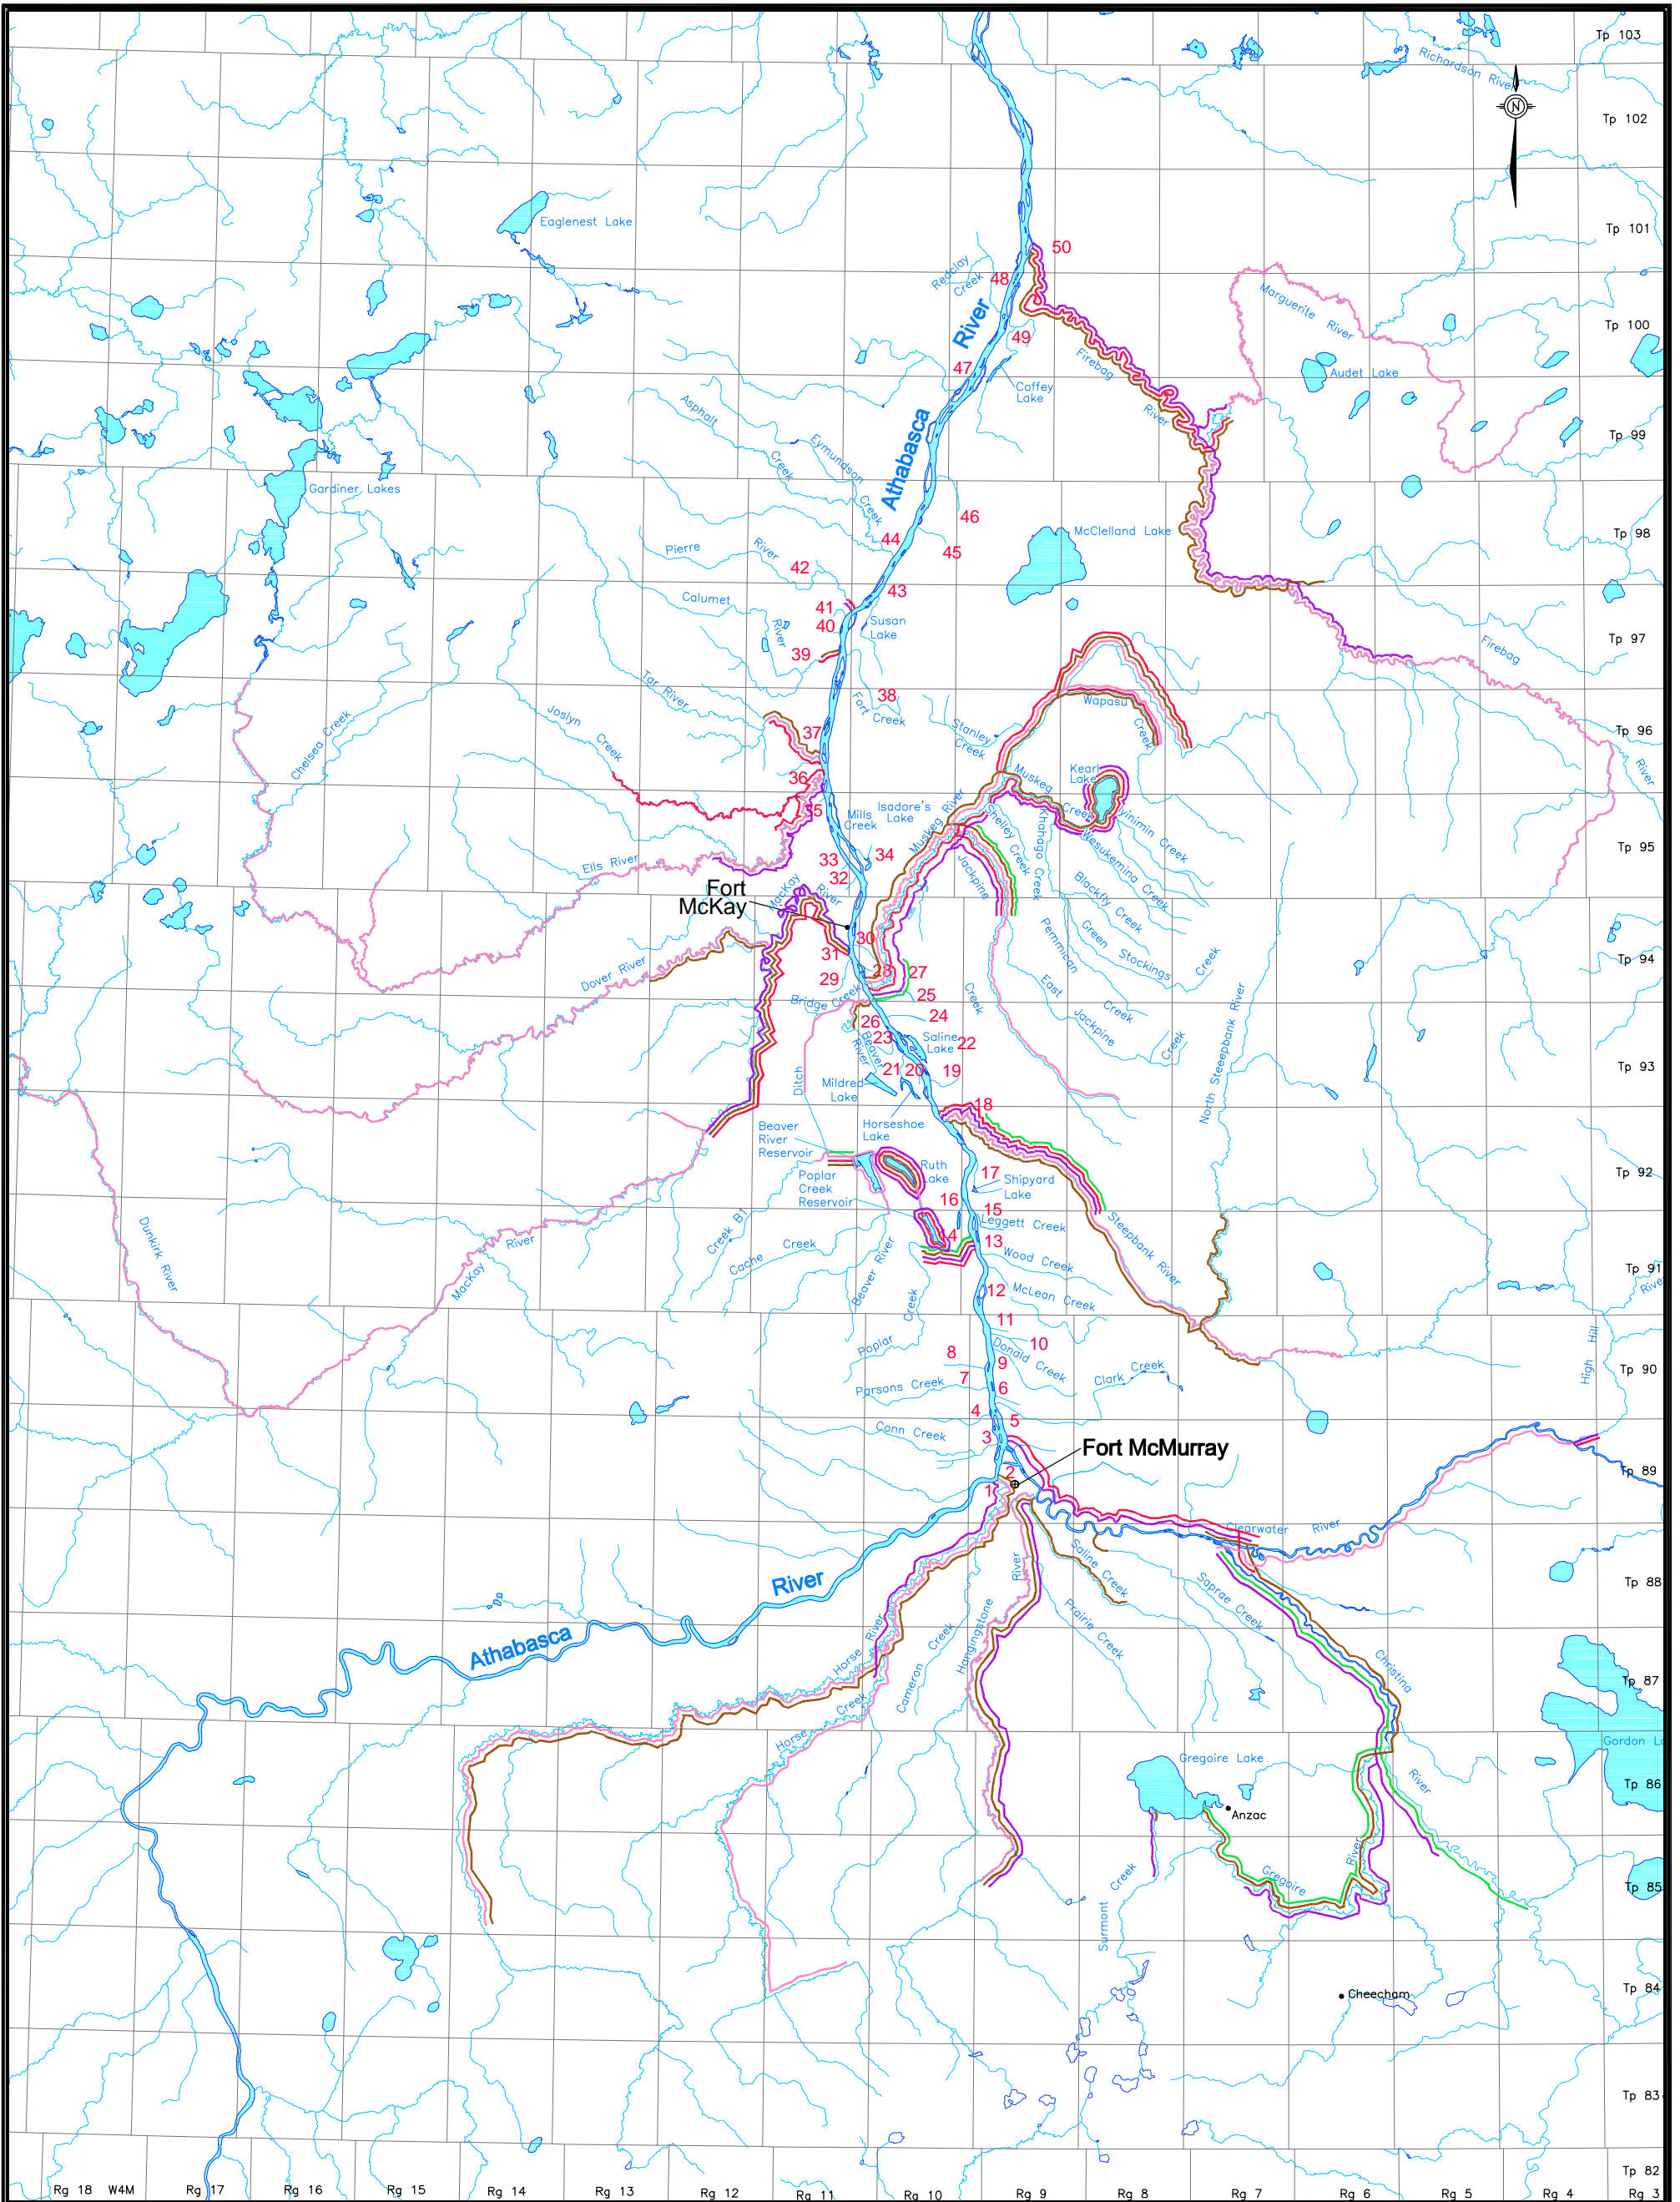 Tp 103
Richardson River
N
Tp 102
Eaglenest Lake
Tp 101
50
Redclay
Creek
48
Marguerite River
River
49
Tp 100
47
Firebag
Audet Lake
Coffey
Lake
River
Asphalt
Creek
Athabasca
Eymundson
Creek
Tp 99
Gardiner Lakes
46
McClelland Lake
Tp 98
44
45
Pierre
River
42
43
Calumet
River
41
40
Susan
Lake
Firebag
River
Tp 97
39
Tar River
38
Fort Creek
Wapasu
Creek
Joslyn
Creek
Chelsea Creek
Stanley
Creek
37
Tp 96
Kearl
Lake
Muskeg
Creek
36
Isadore's
Lake
Mills
Creek
Muskeg River
Shelley Creek
Khahago Creek
Iyinimin Creek
Wesukemina Creek
Blackfly Creek
Green Stockings
Creek
Pemmican
Creek
East
Jackpine
Creek
Jackpine
Creek
Tp 95
33
34
32
Ells River
Fort
McKay
MacKay
River
30
31
29
28
27
25
Tp 94
Dover River
Bridge Creek
24
26
23
Beaver
River
Saline
Lake
22
North Steepbank River
Tp 93
21
20
19
Mildred
Lake
Ditch
18
Horseshoe
Lake
Beaver
River
Reservoir
Poplar
Creek
Reservoir
Ruth
Lake
17
Shipyard
Lake
Tp 92
16
15
Leggett Creek
Steepbank River
Dunkirk
River
MacKay River
Creek B1
Cache Creek
Beaver River
13
Wood Creek
Tp 91
River
12
McLean Creek
11
Poplar
Creek
10
Donald Creek
8
9
High Hill
Tp 90
Parsons Creek
7
6
Clark Creek
4
5
Conn Creek
3
Fort McMurray
2
1
Tp 89
Clearwater River
Saline
Creek
Saprae Creek
Prairie Creek
Tp 88
River
Athabasca
Hangingstone
River
Horse River
Cameron
Creek
Christina
River
Tp 87
Horse Creek
Gregoire Lake
Gordon La
Tp 86
Anzac
Gregoire
River
Surmont
Creek
Tp 85
Cheecham
Tp 84
Tp 83
Tp 82
Rg 18 W4M Rg 17 Rg 16 Rg 15 Rg 14 Rg 13 Rg 12 Rg 11 Rg 10 Rg 9 Rg 8 Rg 7 Rg 6 Rg 5 Rg 4 Rg 3